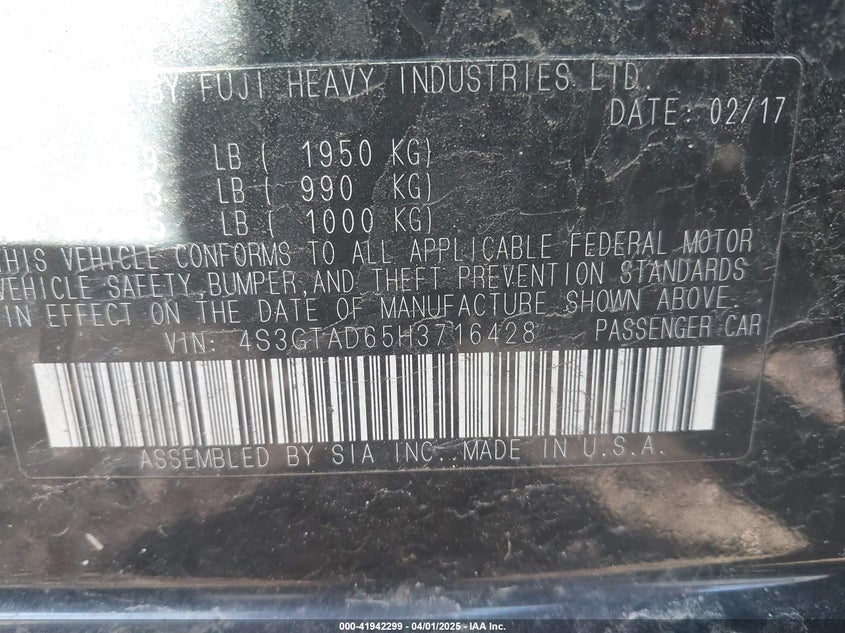 BY FUJI HEAVY INDUSTRIES LTD.
DATE: 02/17
LB ( 1950 KG)
LB ( 990 KG)
LB ( 1000 KG)
THIS VEHICLE CONFORMS TO ALL APPLICABLE FEDERAL MOTOR
VEHICLE SAFETY, BUMPER, AND THEFT PREVENTION STANDARDS
IN EFFECT ON THE DATE OF MANUFACTURE SHOWN ABOVE.
VIN: 4S3GTAD65H3716428 PASSENGER CAR
ASSEMBLED BY SIA INC. MADE IN U.S.A.
000-41942299 - 04/01/2025 - IAA Inc.